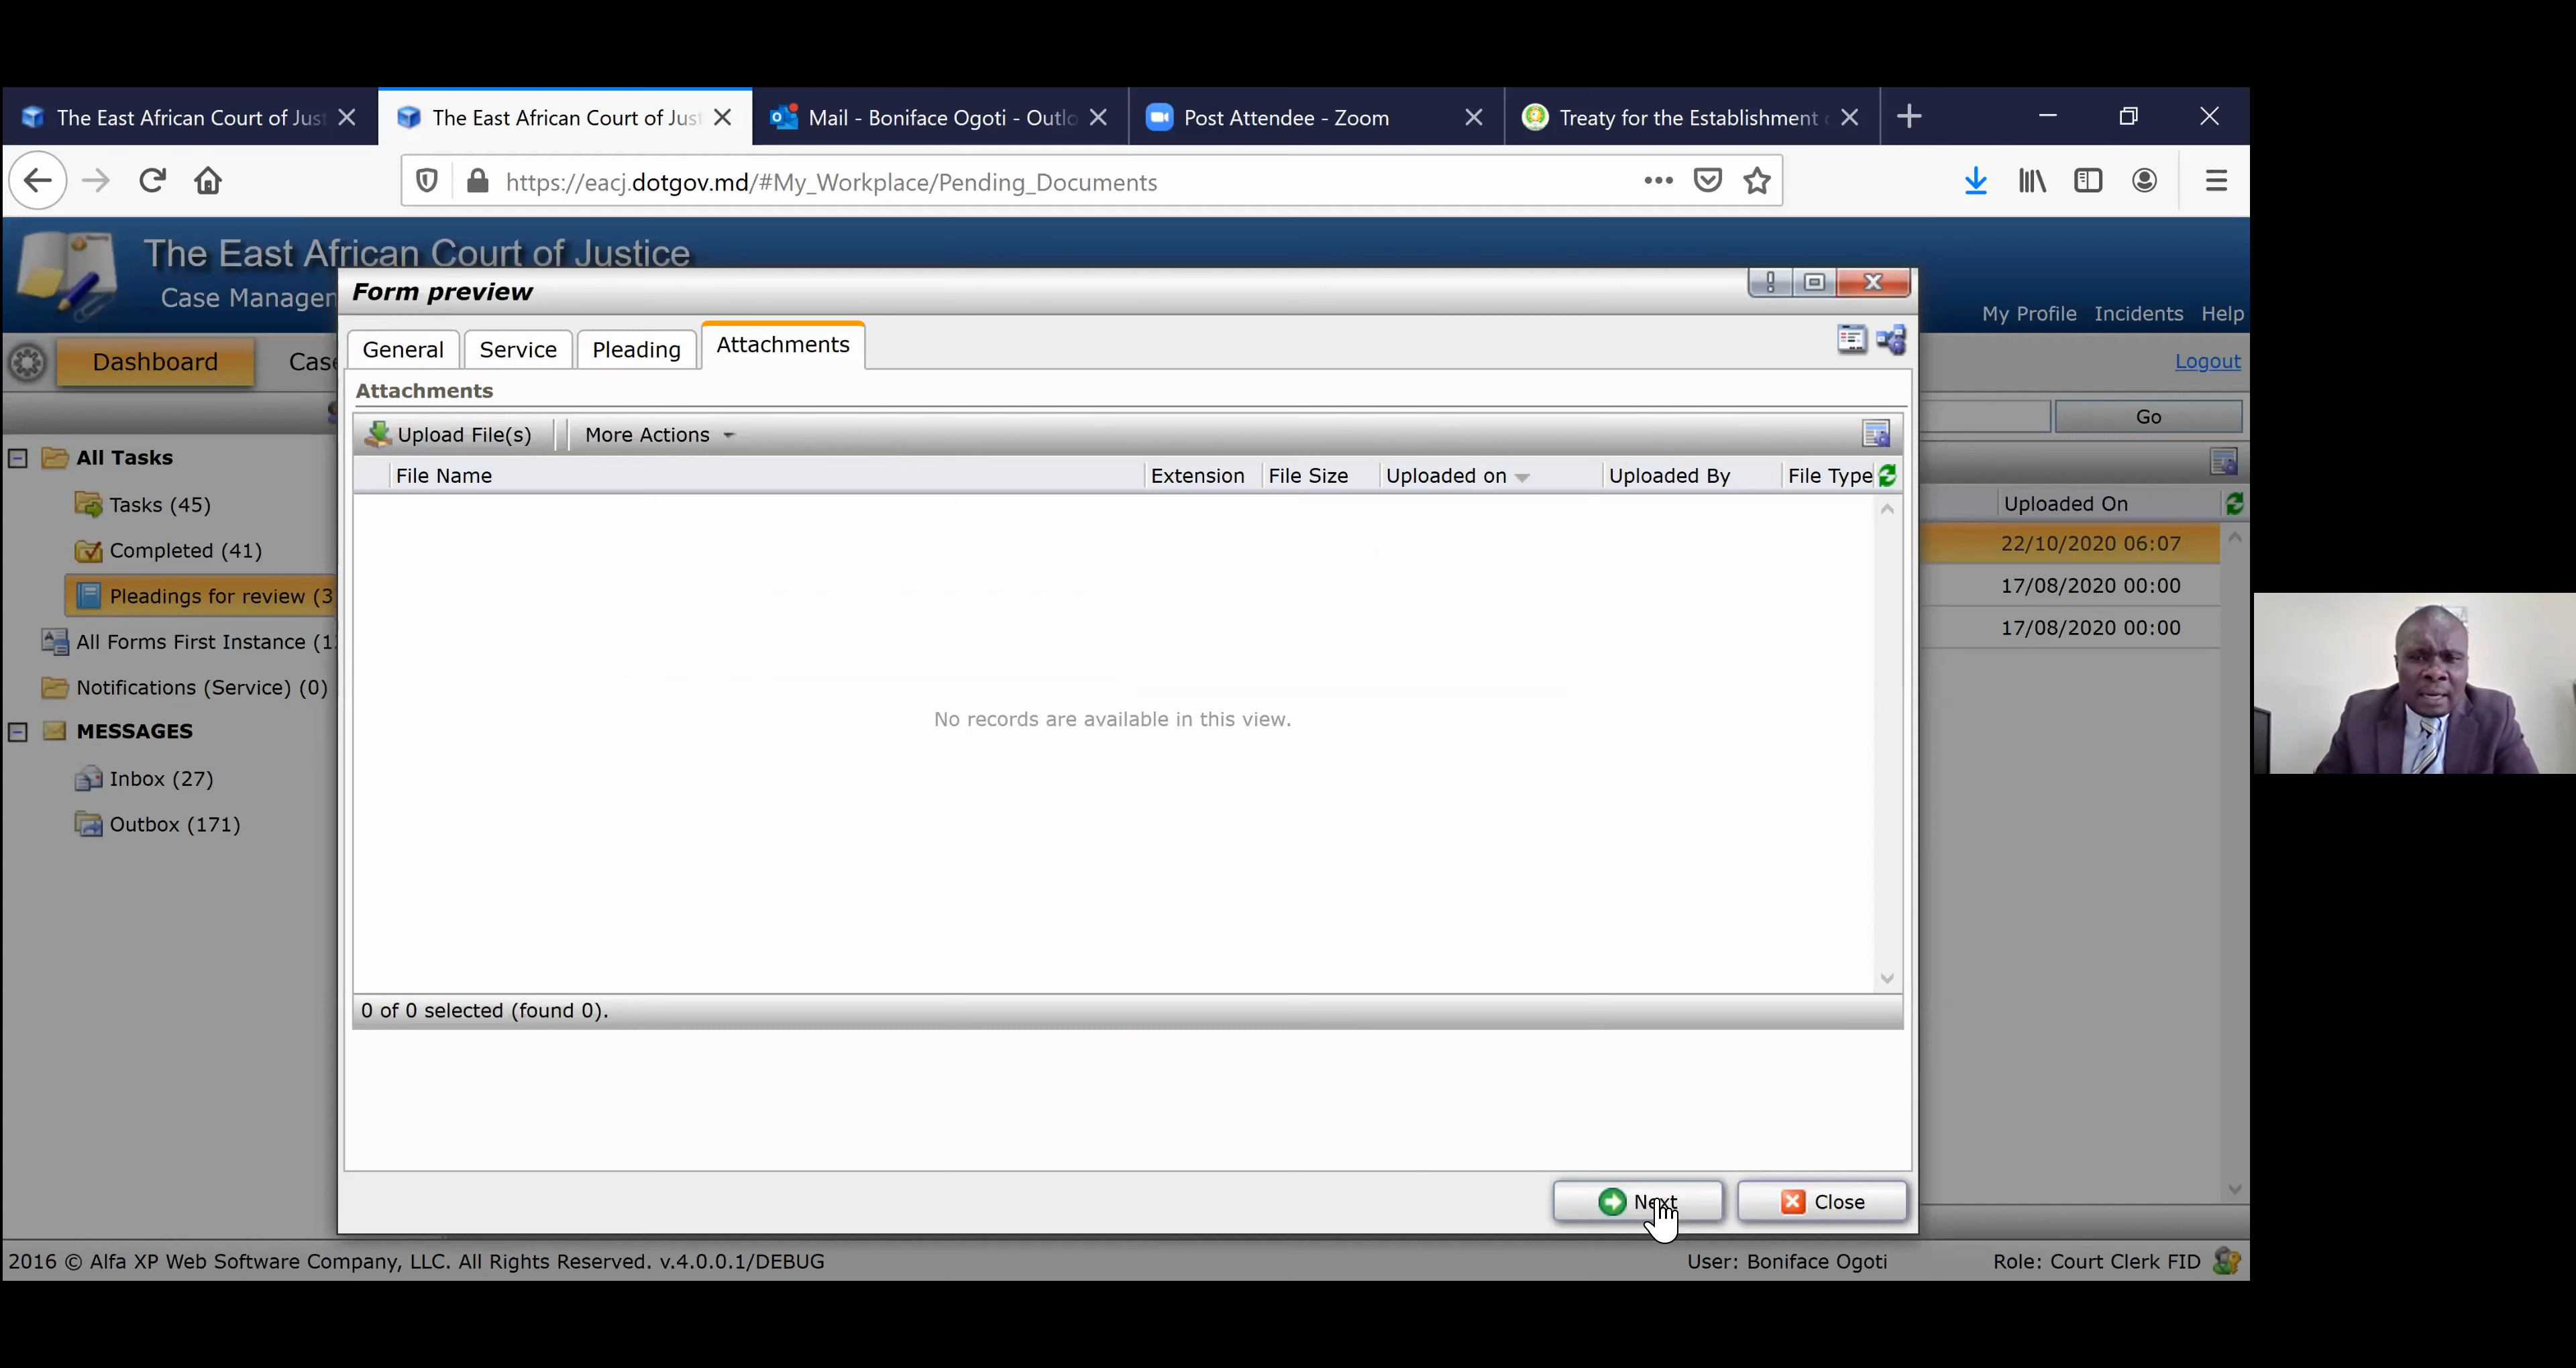 The East African Court of Jus
The East African Court of Jus
Mail - Boniface Ogoti - Outlo
Post Attendee - Zoom
Treaty for the Establishment
https://eacj.dotgov.md/#My_Workplace/Pending_Documents
The East African Court of Justice
Case Manager
My Profile Incidents Help
Form preview
General Service Pleading Attachments
Dashboard Case
Logout
Attachments
Go
Upload File(s) More Actions
File Name Extension File Size Uploaded on Uploaded By File Type
Uploaded On
22/10/2020 06:07
17/08/2020 00:00
17/08/2020 00:00
All Tasks
Tasks (45)
Completed (41)
Pleadings for review (3
All Forms First Instance (1
Notifications (Service) (0)
MESSAGES
Inbox (27)
Outbox (171)
No records are available in this view.
0 of 0 selected (found 0).
Next Close
2016 © Alfa XP Web Software Company, LLC. All Rights Reserved. v.4.0.0.1/DEBUG
User: Boniface Ogoti
Role: Court Clerk FID